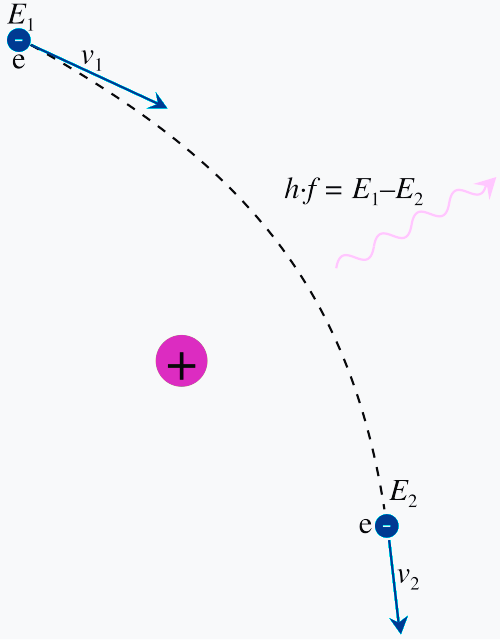 E₁
-
e
v₁
h·f = E₁–E₂
+
E₂
e -
v₂